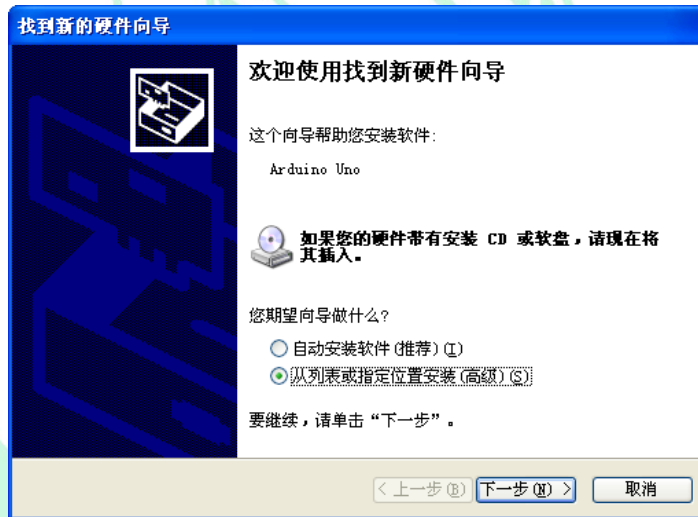 找到新的硬件向导
欢迎使用找到新硬件向导
这个向导帮助您安装软件:
Arduino Uno
如果您的硬件带有安装 CD 或软盘，请现在将
其插入。
您期望向导做什么?
自动安装软件(推荐)(I)
从列表或指定位置安装(高级)(S)
要继续，请单击“下一步”。
< 上一步(B)
下一步(N) >
取消